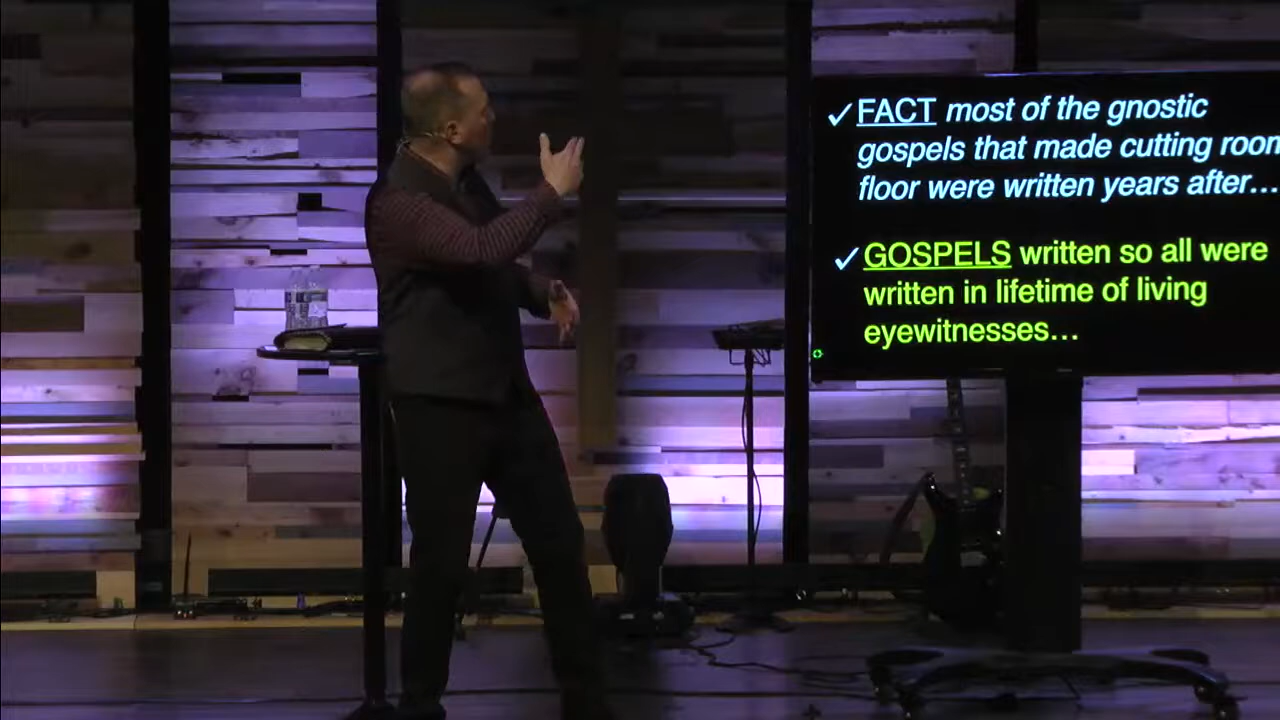 ✓FACT most of the gnostic
gospels that made cutting room
floor were written years after…
✓GOSPELS written so all were
written in lifetime of living
eyewitnesses…